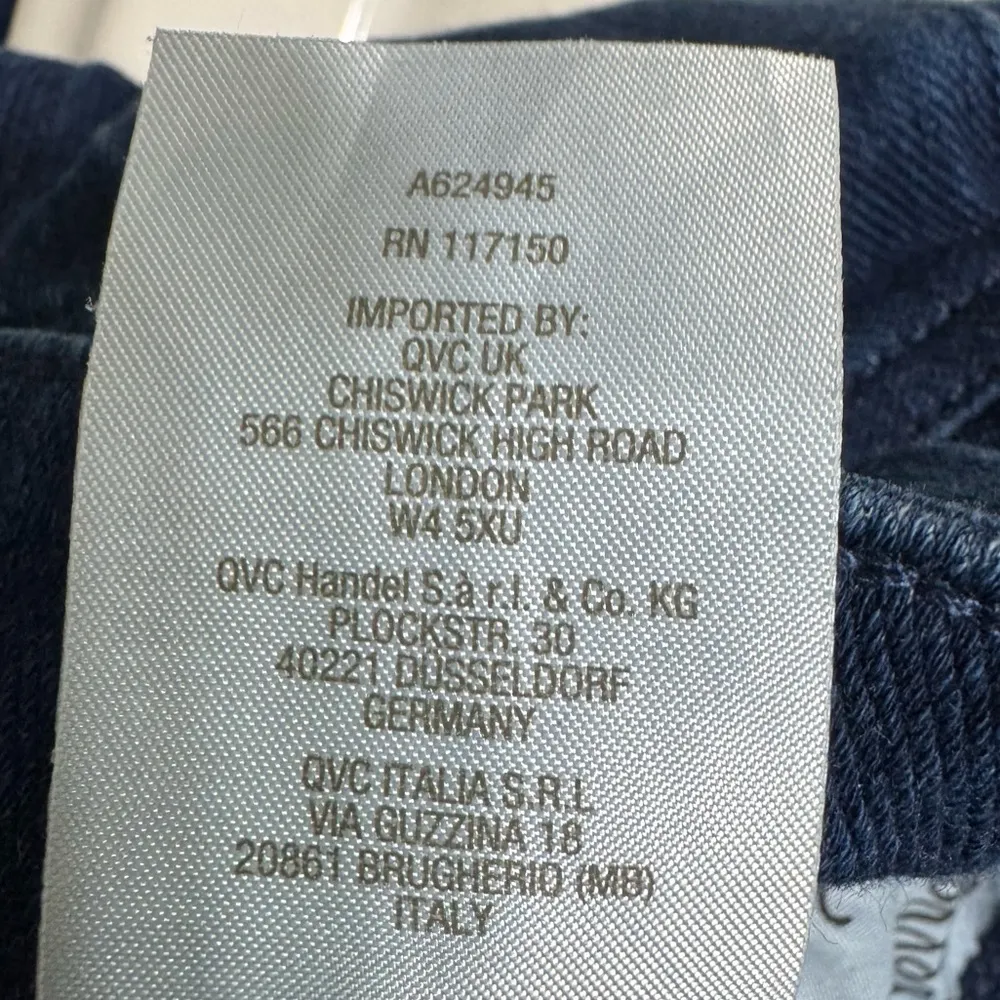 A624945
RN 117150
IMPORTED BY:
QVC UK
CHISWICK PARK
566 CHISWICK HIGH ROAD
LONDON
W4 5XU
QVC Handel S.à r.l. & Co. KG
PLOCKSTR. 30
40221 DÜSSELDORF
GERMANY
QVC ITALIA S.R.L
VIA GUZZINA 18
20861 BRUGHERIO (MB)
ITALY